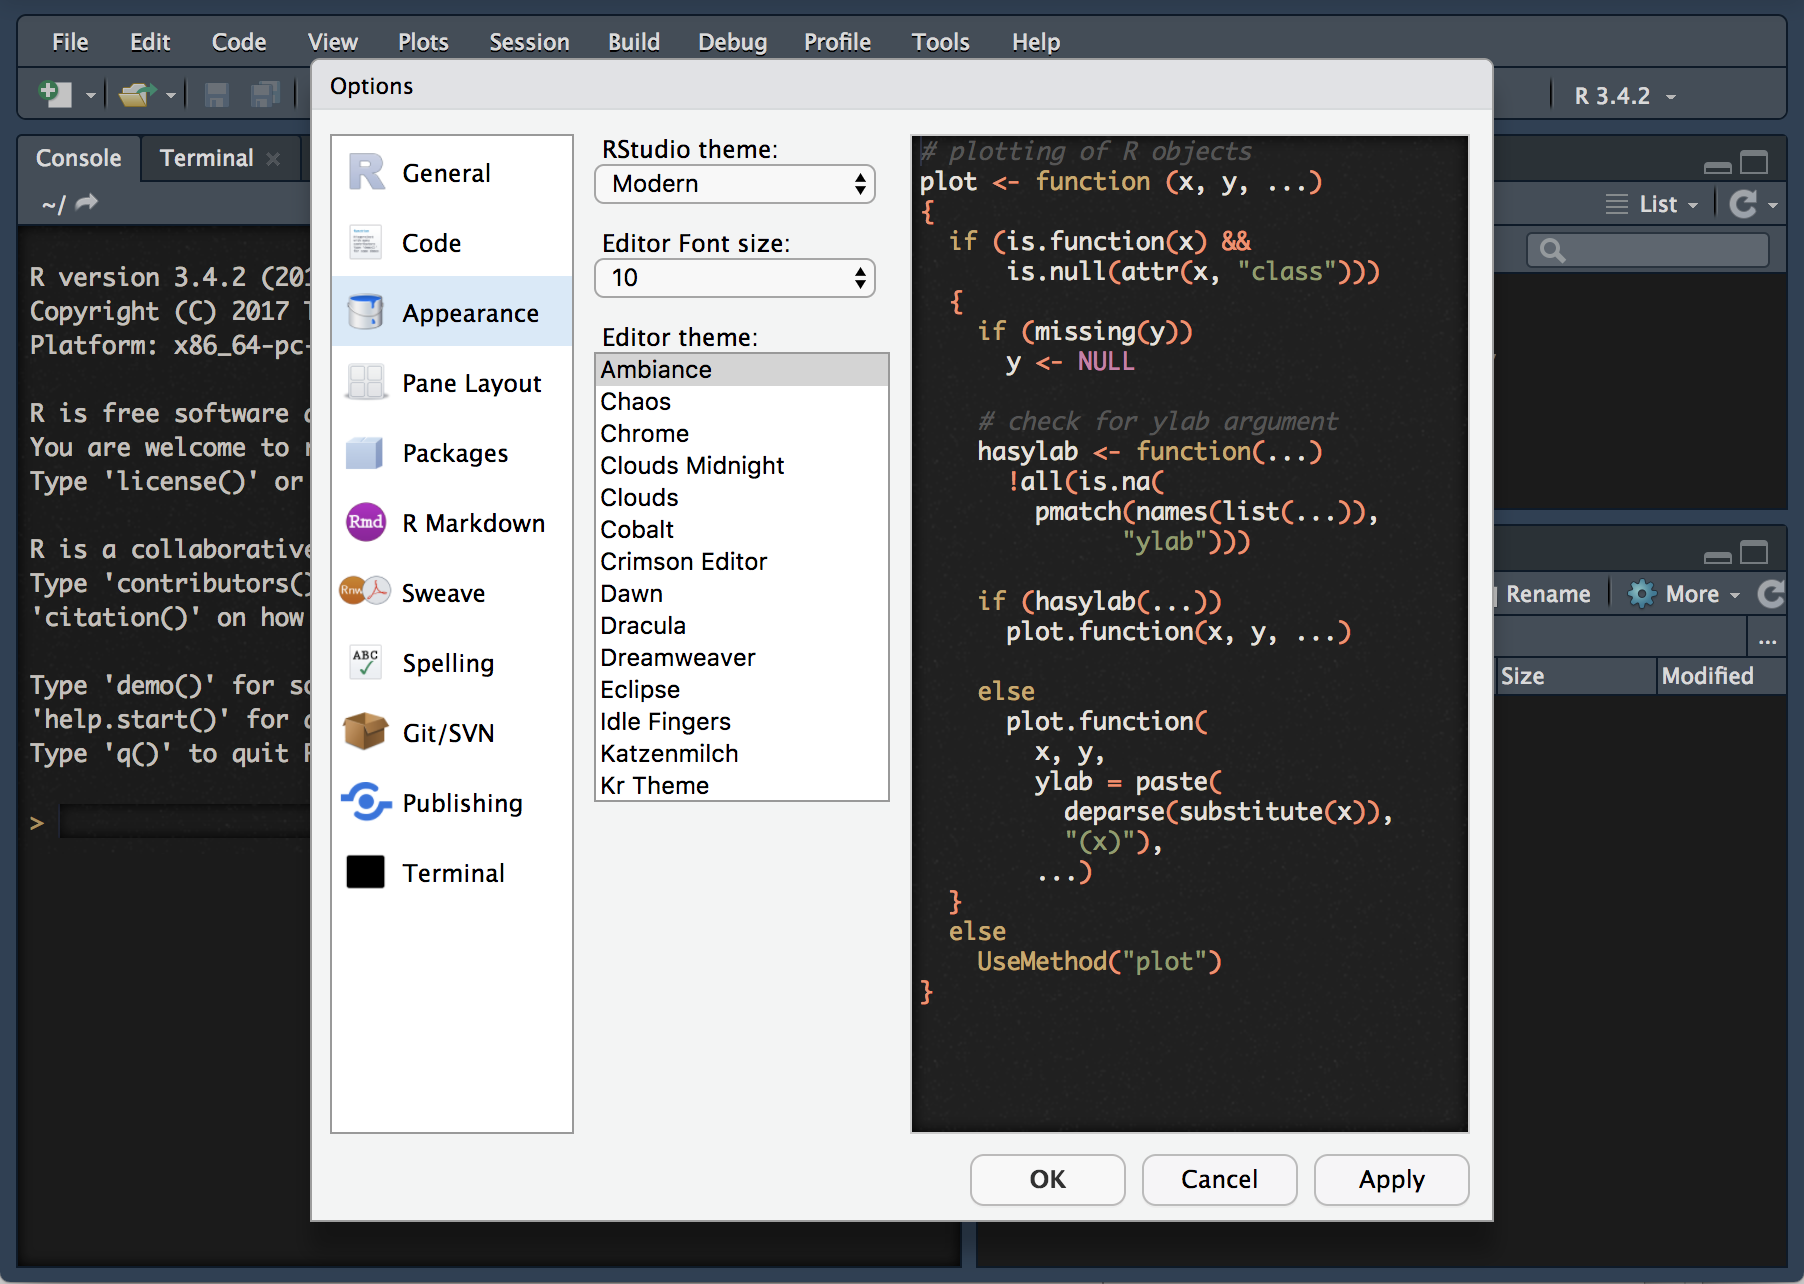 File Edit Code View Plots Session Build Debug Profile Tools Help
R 3.4.2
Console Terminal
~/
R version 3.4.2 (201
Copyright (C) 2017
Platform: x86_64-pc-
R is free software
You are welcome to
Type 'license()' or
R is a collaborative
Type 'contributors()
'citation()' on how
Type 'demo()' for so
'help.start()' for
Type 'q()' to quit
>
Options
General
Code
Appearance
Pane Layout
Packages
Rmd R Markdown
Rnw Sweave
ABC Spelling
Git/SVN
Publishing
Terminal
RStudio theme:
Modern
Editor Font size:
10
Editor theme:
Ambiance
Chaos
Chrome
Clouds Midnight
Clouds
Cobalt
Crimson Editor
Dawn
Dracula
Dreamweaver
Eclipse
Idle Fingers
Katzenmilch
Kr Theme
# plotting of R objects
plot <- function (x, y, ...)
{
  if (is.function(x) &&
      is.null(attr(x, "class")))
  {
    if (missing(y))
      y <- NULL
    # check for ylab argument
    hasylab <- function(...)
      !all(is.na(
        pmatch(names(list(...)),
              "ylab")))
    if (hasylab(...))
      plot.function(x, y, ...)
    else
      plot.function(
        x, y,
        ylab = paste(
          deparse(substitute(x)),
          "(x)"),
        ...)
  }
  else
    UseMethod("plot")
}
OK Cancel Apply
List
Rename More
...
Size Modified